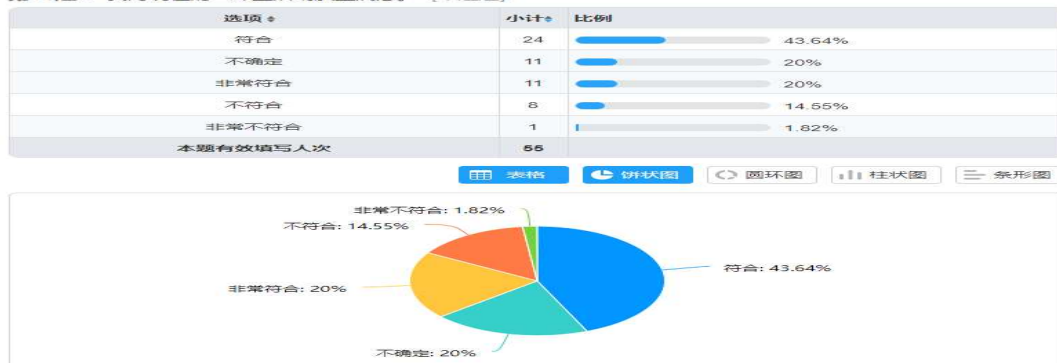 选项 小计 比例
符合 24 43.64%
不确定 11 20%
非常符合 11 20%
不符合 8 14.55%
非常不符合 1 1.82%
本题有效填写人次 55
表格 饼状图 圆环图 柱状图 条形图
非常不符合: 1.82%
不符合: 14.55%
符合: 43.64%
非常符合: 20%
不确定: 20%